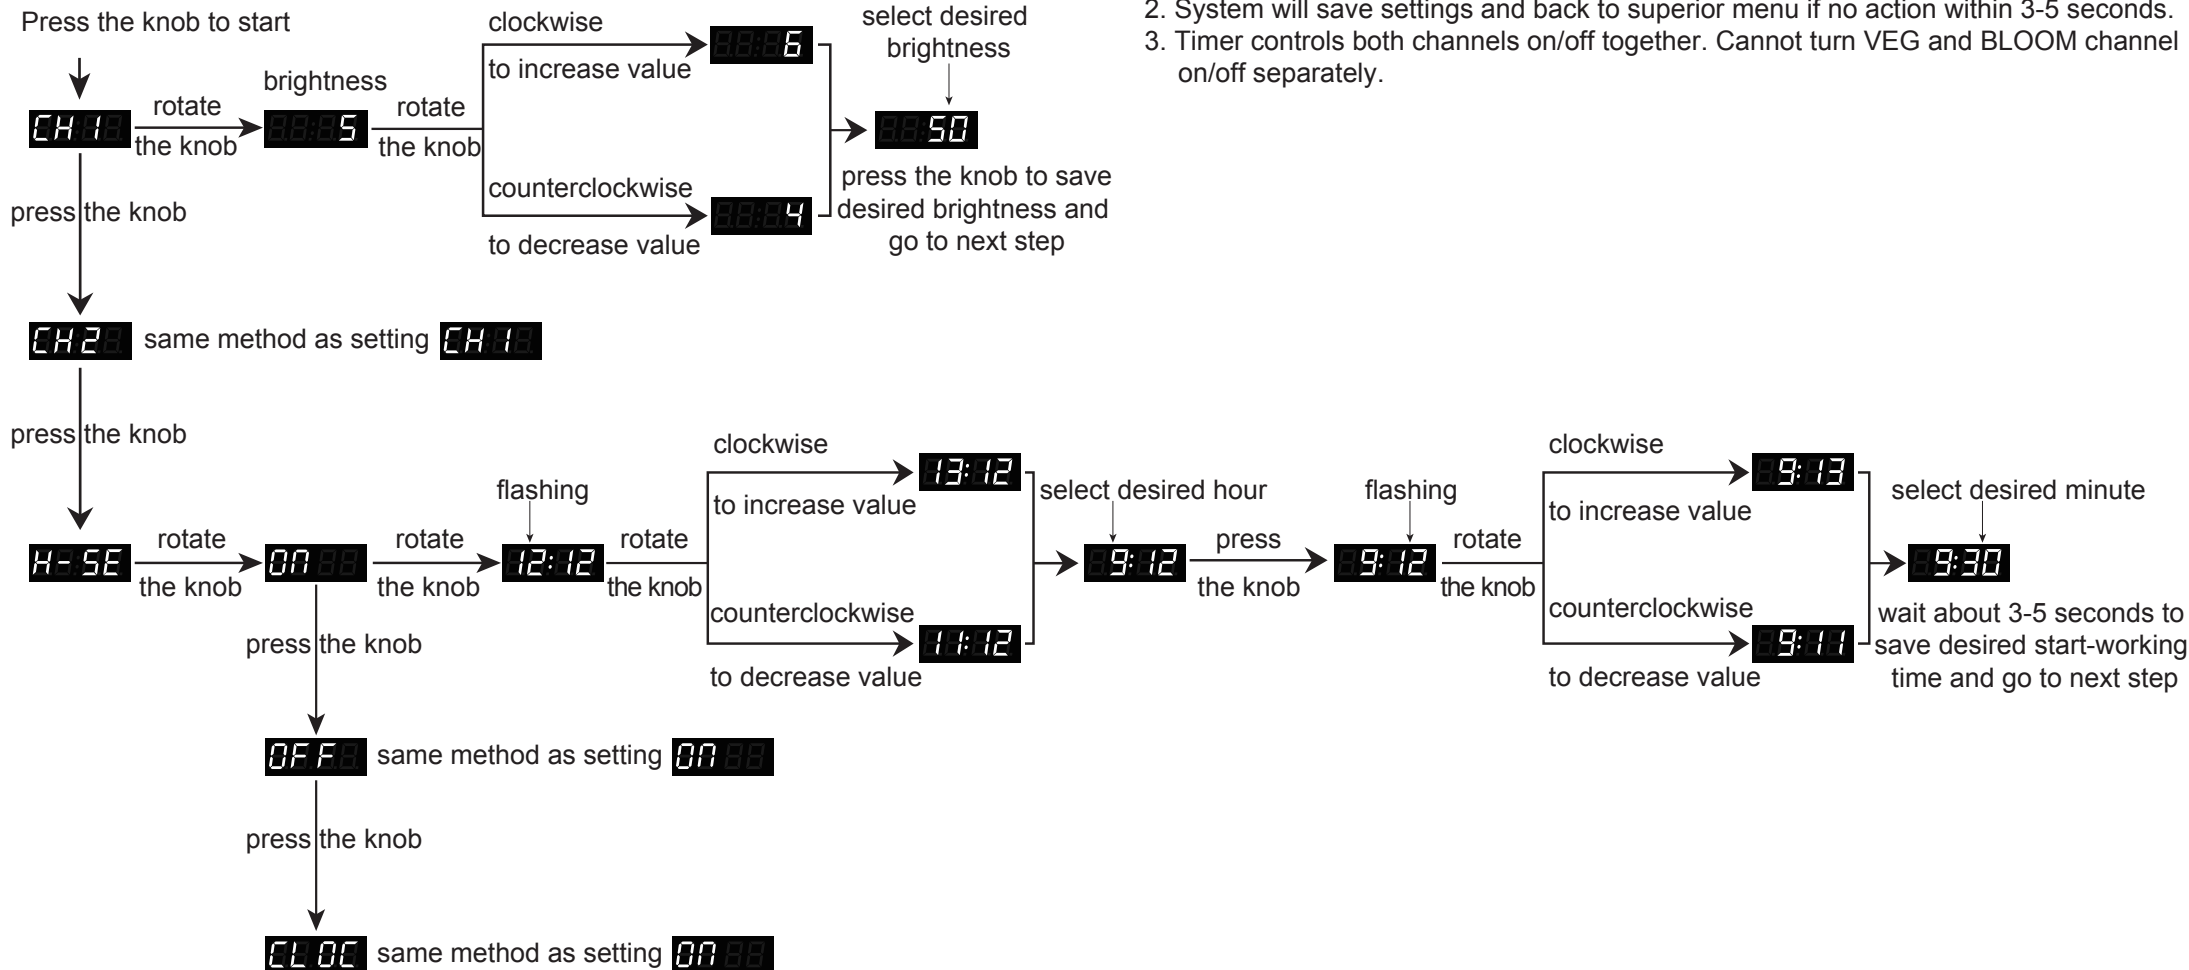 Press the knob to start
CH1
rotate
the knob
brightness
5
rotate
the knob
clockwise
to increase value
6
counterclockwise
to decrease value
4
select desired
brightness
50
press the knob to save
desired brightness and
go to next step
2. System will save settings and back to superior menu if no action within 3-5 seconds.
3. Timer controls both channels on/off together. Cannot turn VEG and BLOOM channel
on/off separately.
press the knob
CH2
same method as setting CH1
press the knob
H-SE
rotate
the knob
ON
rotate
the knob
flashing
12:12
rotate
the knob
clockwise
to increase value
13:12
counterclockwise
to decrease value
11:12
select desired hour
9:12
press
the knob
flashing
9:12
rotate
the knob
clockwise
to increase value
9:13
counterclockwise
to decrease value
9:11
select desired minute
9:30
wait about 3-5 seconds to
save desired start-working
time and go to next step
press the knob
OFF
same method as setting ON
press the knob
CLOC
same method as setting ON